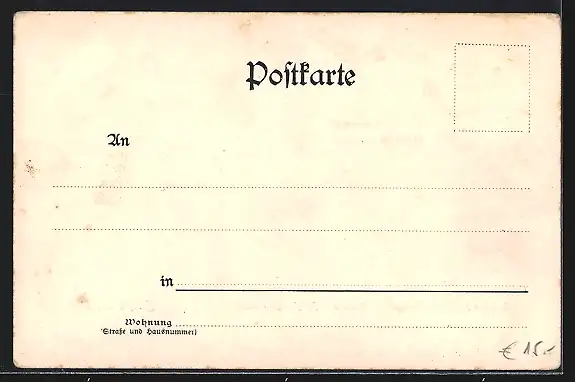 Postkarte
An
in
Wohnung
(Straße und Hausnummer)
€ 15.-